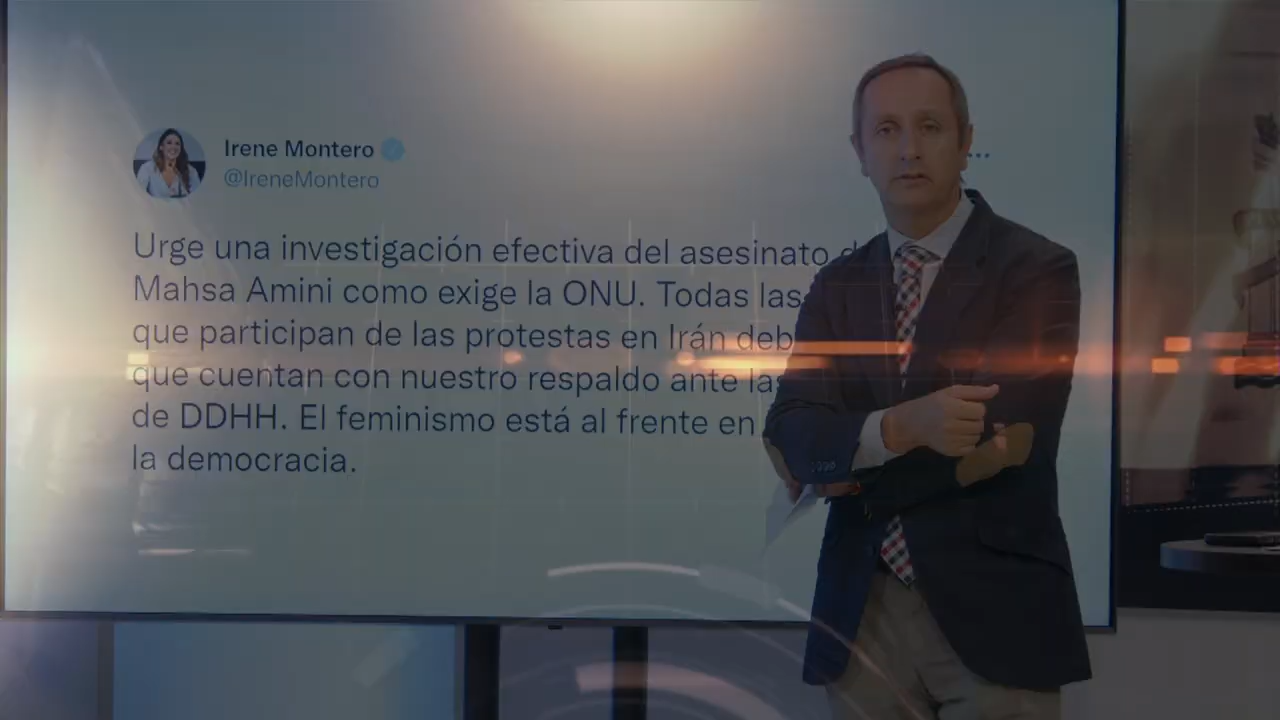 Irene Montero
@IreneMontero
Urge una investigación efectiva del asesinato
Mahsa Amini como exige la ONU. Todas las
que participan de las protestas en Irán deb
que cuentan con nuestro respaldo ante las
de DDHH. El feminismo está al frente en
la democracia.